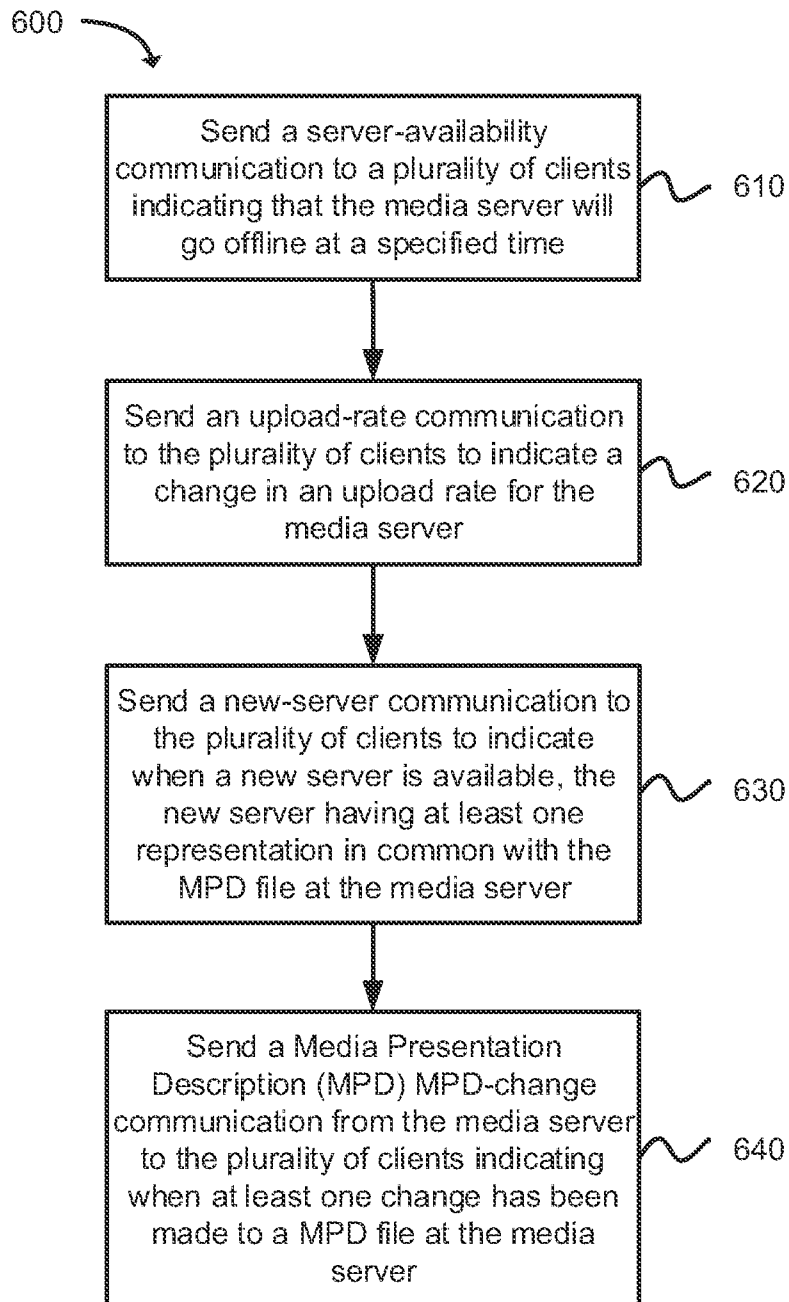 600
Send a server-availability
communication to a plurality of clients
indicating that the media server will
go offline at a specified time
610
Send an upload-rate communication
to the plurality of clients to indicate a
change in an upload rate for the
media server
620
Send a new-server communication to
the plurality of clients to indicate
when a new server is available, the
new server having at least one
representation in common with the
MPD file at the media server
630
Send a Media Presentation
Description (MPD) MPD-change
communication from the media server
to the plurality of clients indicating
when at least one change has been
made to a MPD file at the media
server
640